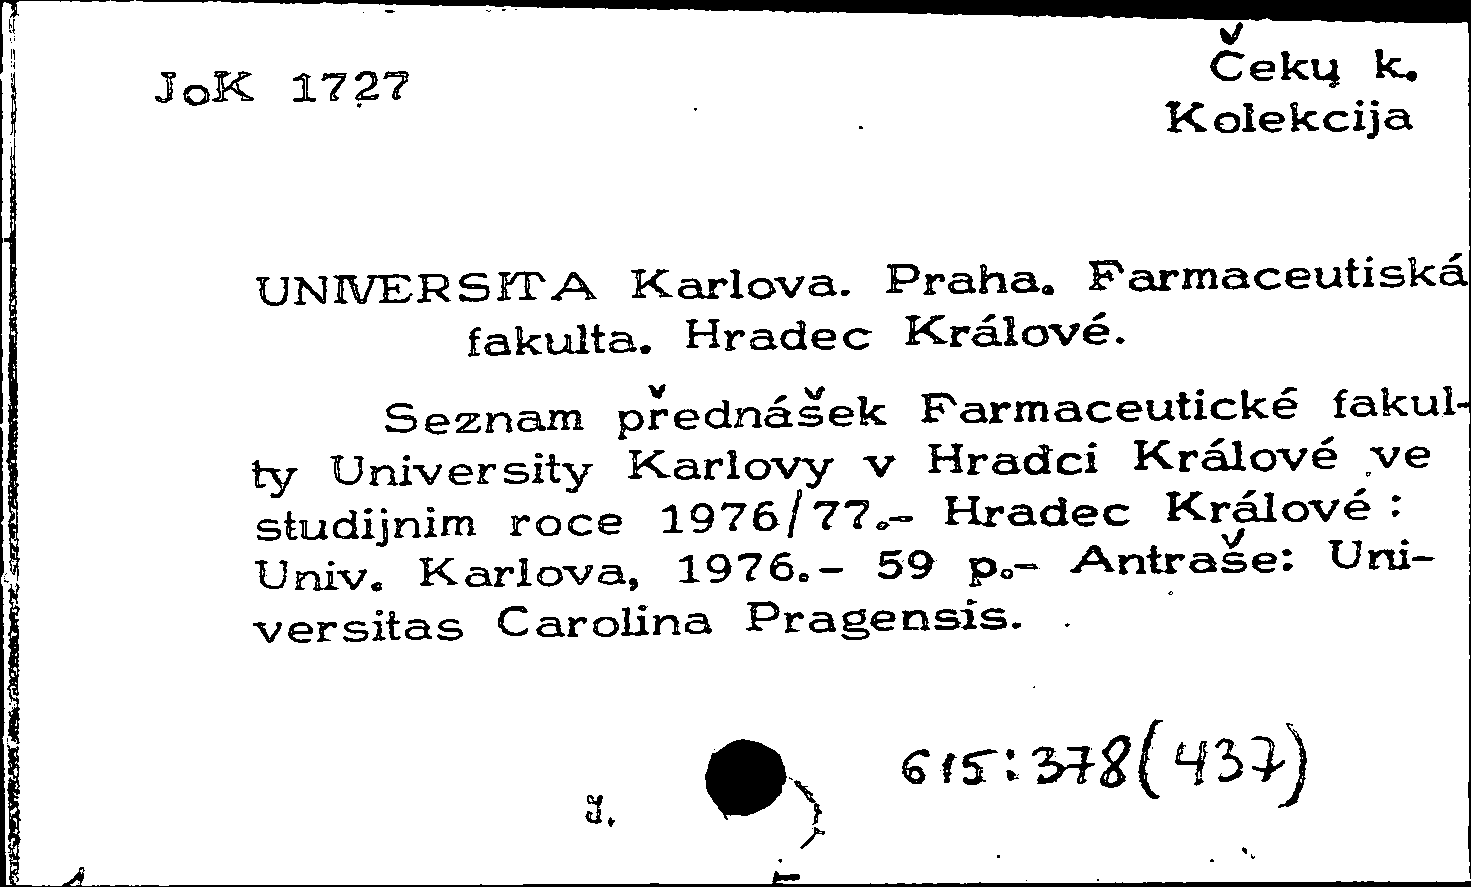 JoK 1727
Čekų k.
Kolekcija
UNIVERSITA Karlova. Praha. Farmaceutiská
fakulta. Hradec Králové.
Seznam přednášek Farmaceutické fakul-
ty University Karlovy v Hradci Králové ve
studijnim roce 1976/77.- Hradec Králové :
Univ. Karlova, 1976.- 59 p.- Antraše: Uni-
versitas Carolina Pragensis.
615:378(437)